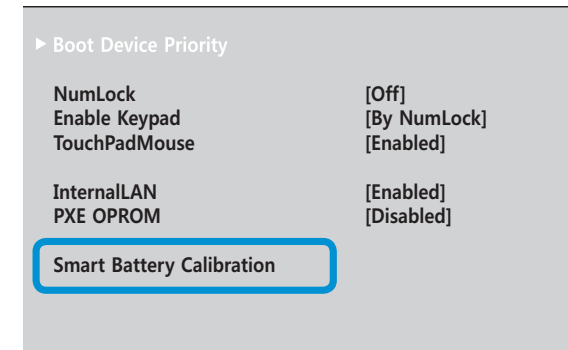 ▶ Boot Device Priority
NumLock [Off]
Enable Keypad [By NumLock]
TouchPadMouse [Enabled]
InternalLAN [Enabled]
PXE OPROM [Disabled]
Smart Battery Calibration